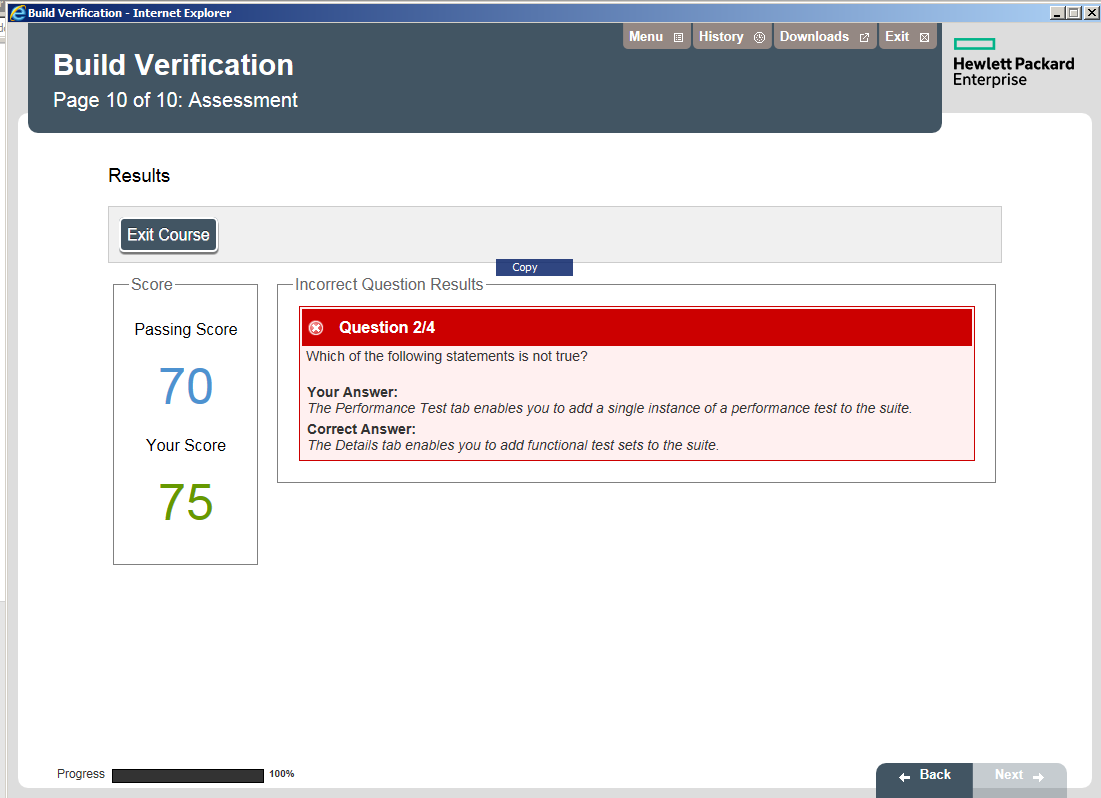 Build Verification - Internet Explorer
Menu
History
Downloads
Exit
Build Verification
Page 10 of 10: Assessment
Hewlett Packard
Enterprise
Results
Exit Course
Copy
Score
Passing Score
70
Your Score
75
Incorrect Question Results
Question 2/4
Which of the following statements is not true?
Your Answer:
The Performance Test tab enables you to add a single instance of a performance test to the suite.
Correct Answer:
The Details tab enables you to add functional test sets to the suite.
Progress
100%
Back
Next